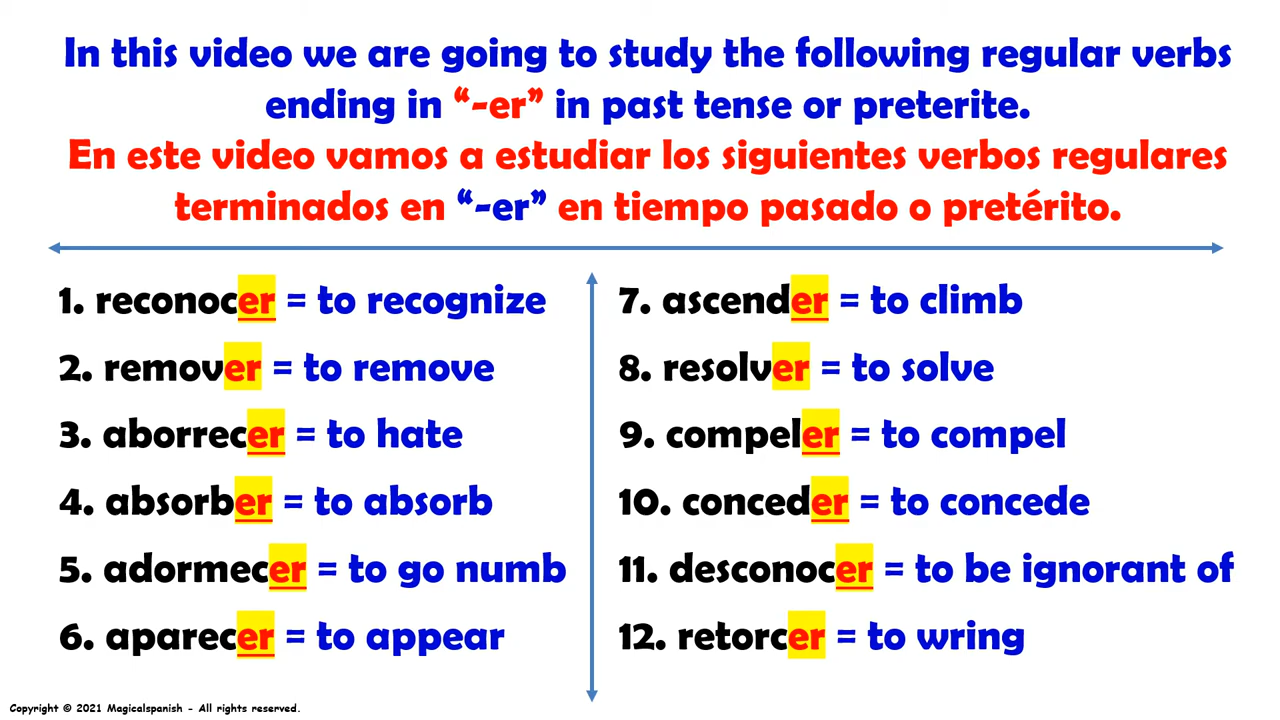 In this video we are going to study the following regular verbs
ending in “-er” in past tense or preterite.
En este video vamos a estudiar los siguientes verbos regulares
terminados en “-er” en tiempo pasado o pretérito.
1. reconocer = to recognize
2. remover = to remove
3. aborrecer = to hate
4. absorber = to absorb
5. adormecer = to go numb
6. aparecer = to appear
7. ascender = to climb
8. resolver = to solve
9. compeler = to compel
10. conceder = to concede
11. desconocer = to be ignorant of
12. retorcer = to wring
Copyright © 2021 Magicalspanish - All rights reserved.